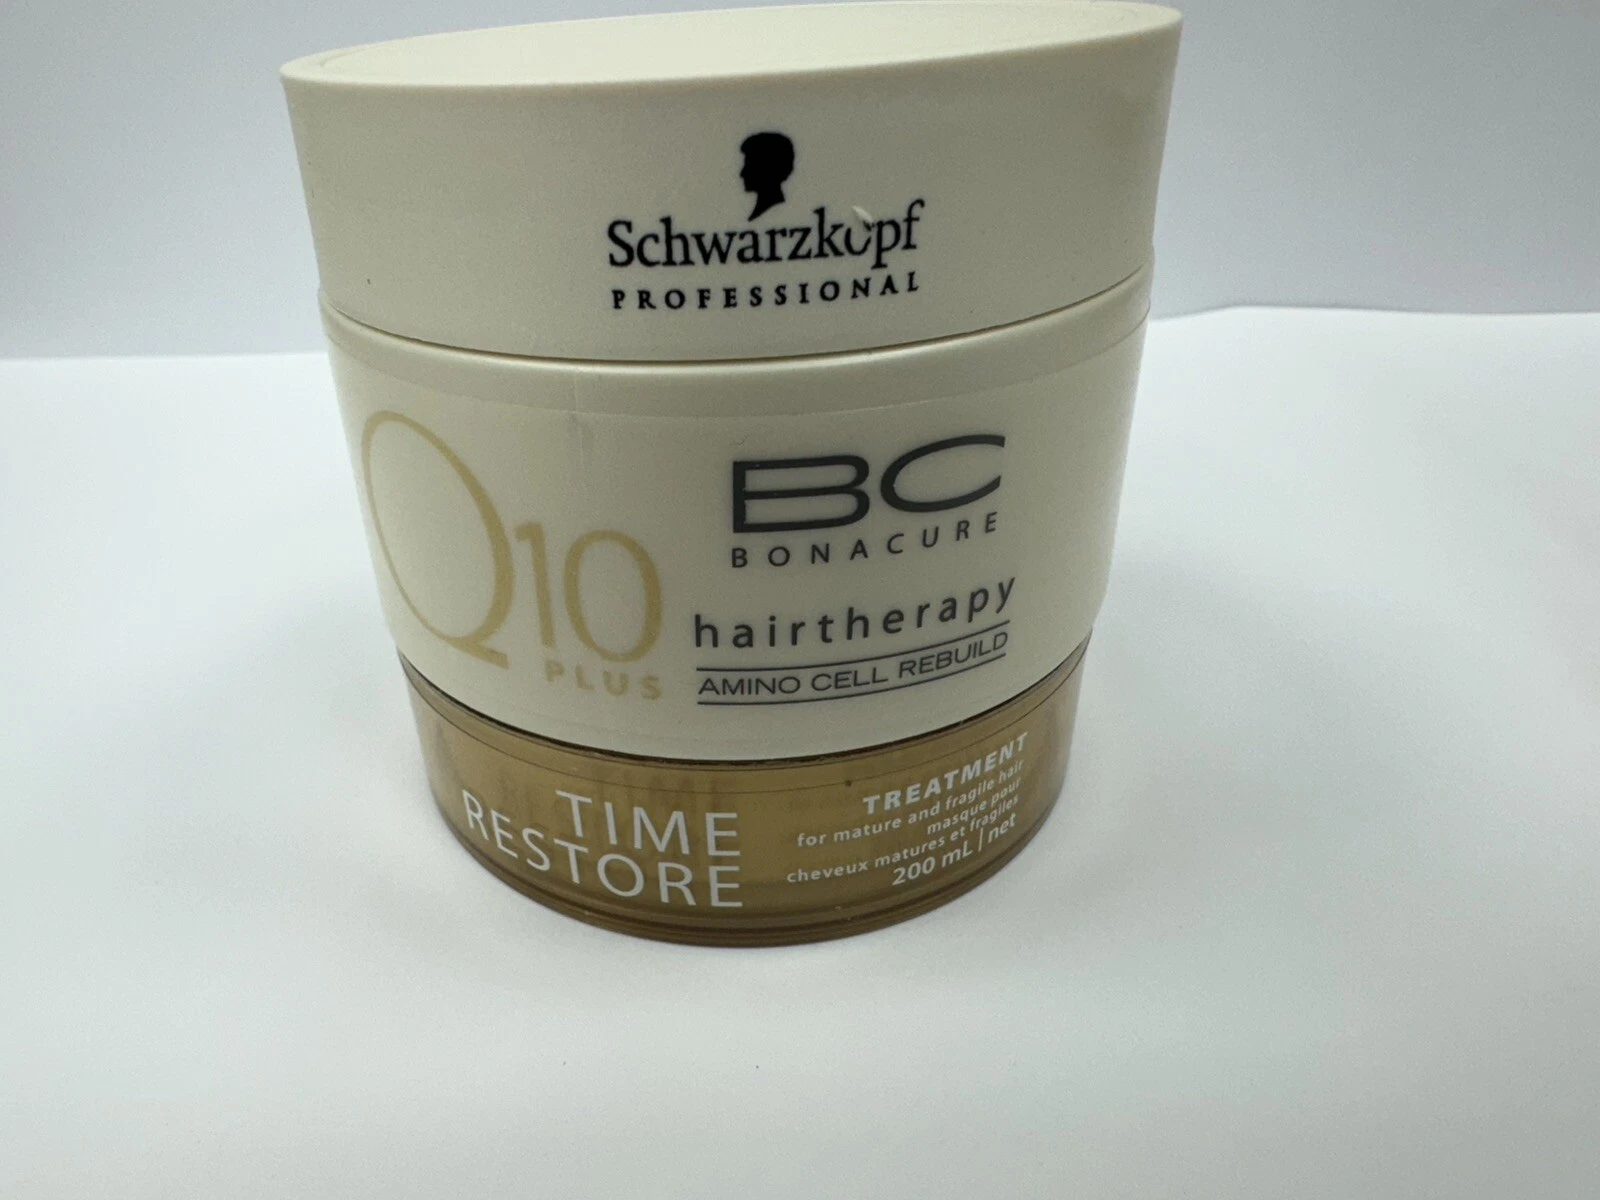 Schwarzkopf
PROFESSIONAL
Q10
PLUS
BC
BONACURE
hairtherapy
AMINO CELL REBUILD
TIME
RESTORE
TREATMENT
for mature and fragile hair
masque pour
cheveux matures et fragiles
200 mL | net